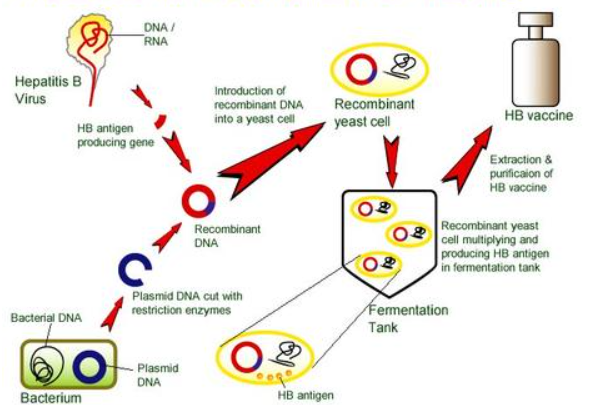 DNA /
RNA
Hepatitis B
Virus
HB antigen
producing gene
Introduction of
recombinant DNA
into a yeast cell
Recombinant
yeast cell
HB vaccine
Extraction &
purificaion of
HB vaccine
Recombinant
DNA
Recombinant yeast
cell multiplying and
producing HB antigen
in fermentation tank
Plasmid DNA cut with
restriction enzymes
Fermentation
Tank
Bacterial DNA
Plasmid
DNA
Bacterium
HB antigen